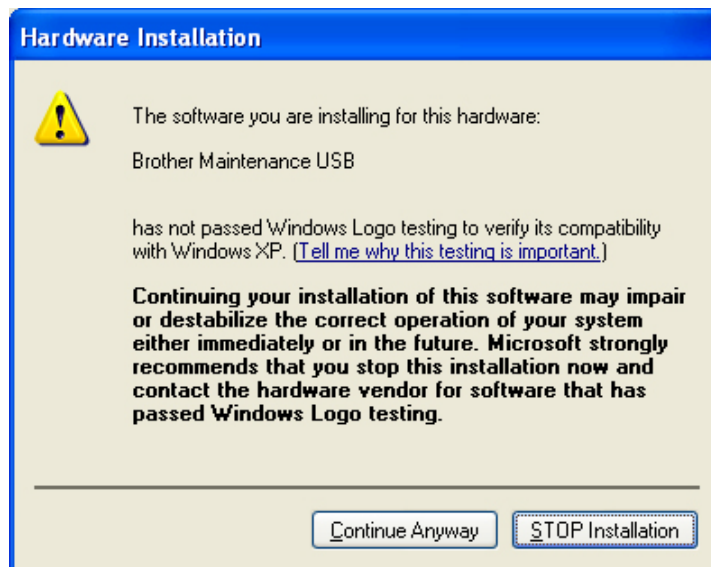 Hardware Installation
The software you are installing for this hardware:
Brother Maintenance USB
has not passed Windows Logo testing to verify its compatibility
with Windows XP. (Tell me why this testing is important.)
Continuing your installation of this software may impair
or destabilize the correct operation of your system
either immediately or in the future. Microsoft strongly
recommends that you stop this installation now and
contact the hardware vendor for software that has
passed Windows Logo testing.
Continue Anyway STOP Installation